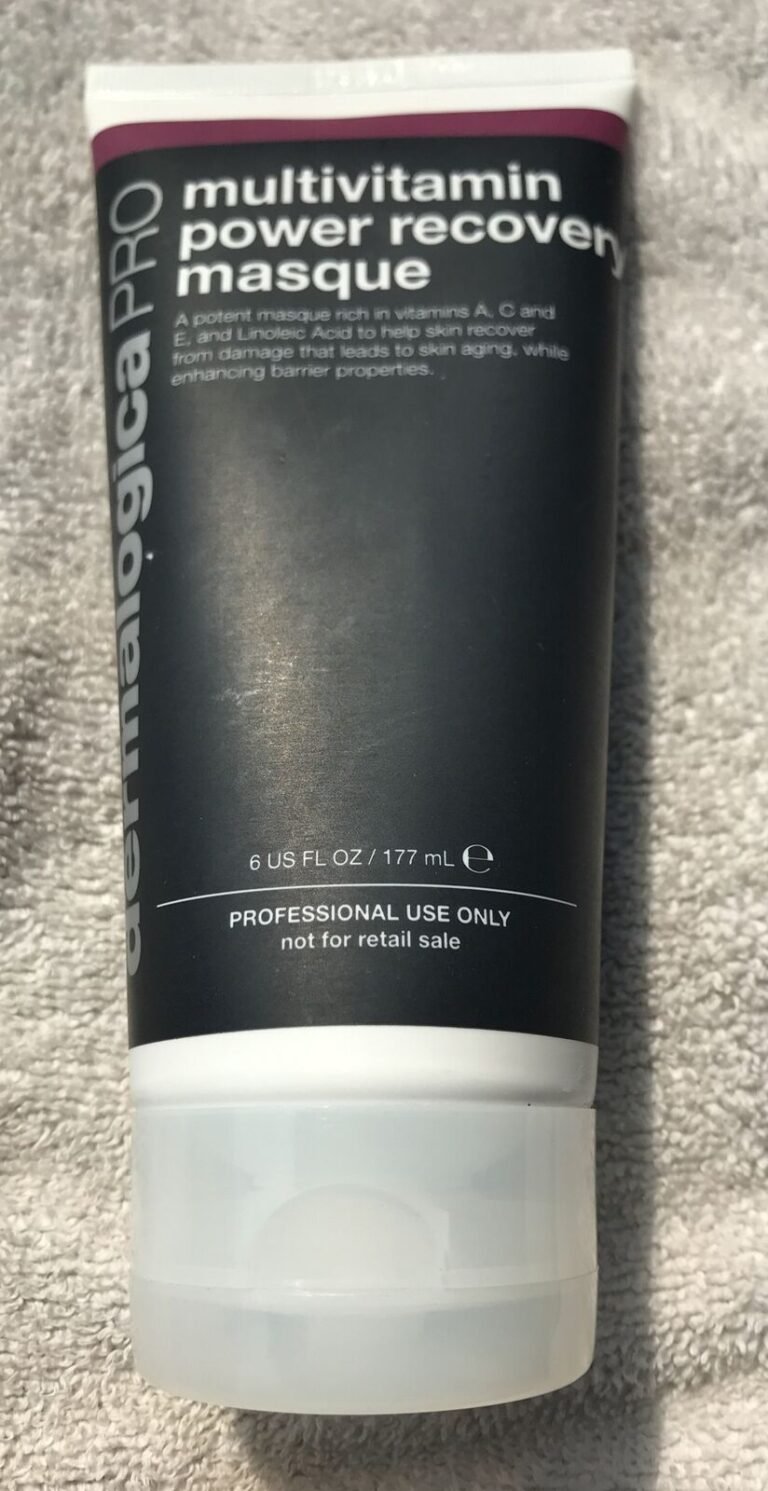 dermalogica PRO
multivitamin
power recovery
masque
A potent masque rich in vitamins A, C and
E, and Linoleic Acid to help skin recover
from damage that leads to skin aging, while
enhancing barrier properties.
6 US FL OZ / 177 mL ℮
PROFESSIONAL USE ONLY
not for retail sale